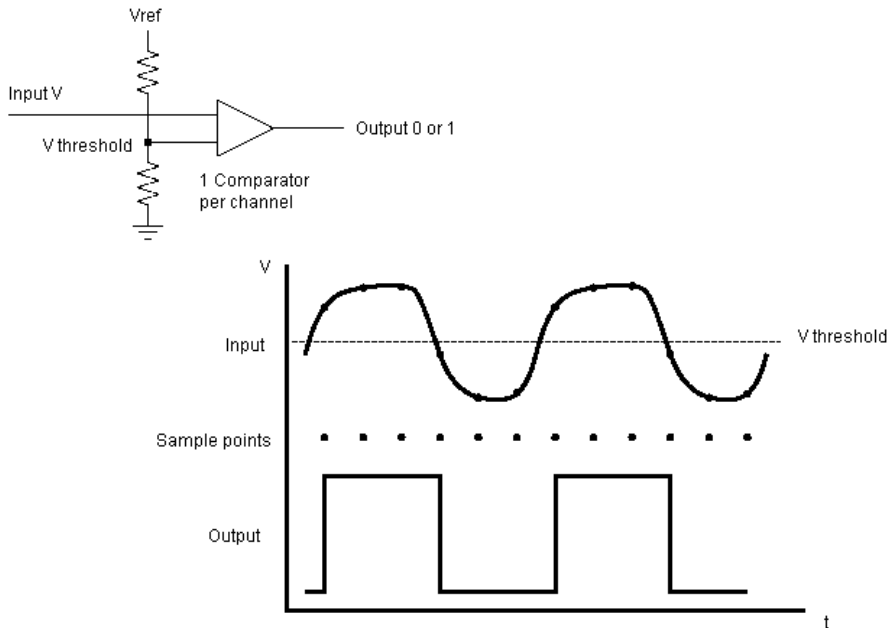 Vref
Input V
V threshold
Output 0 or 1
1 Comparator
per channel
V
Input
V threshold
Sample points
Output
t